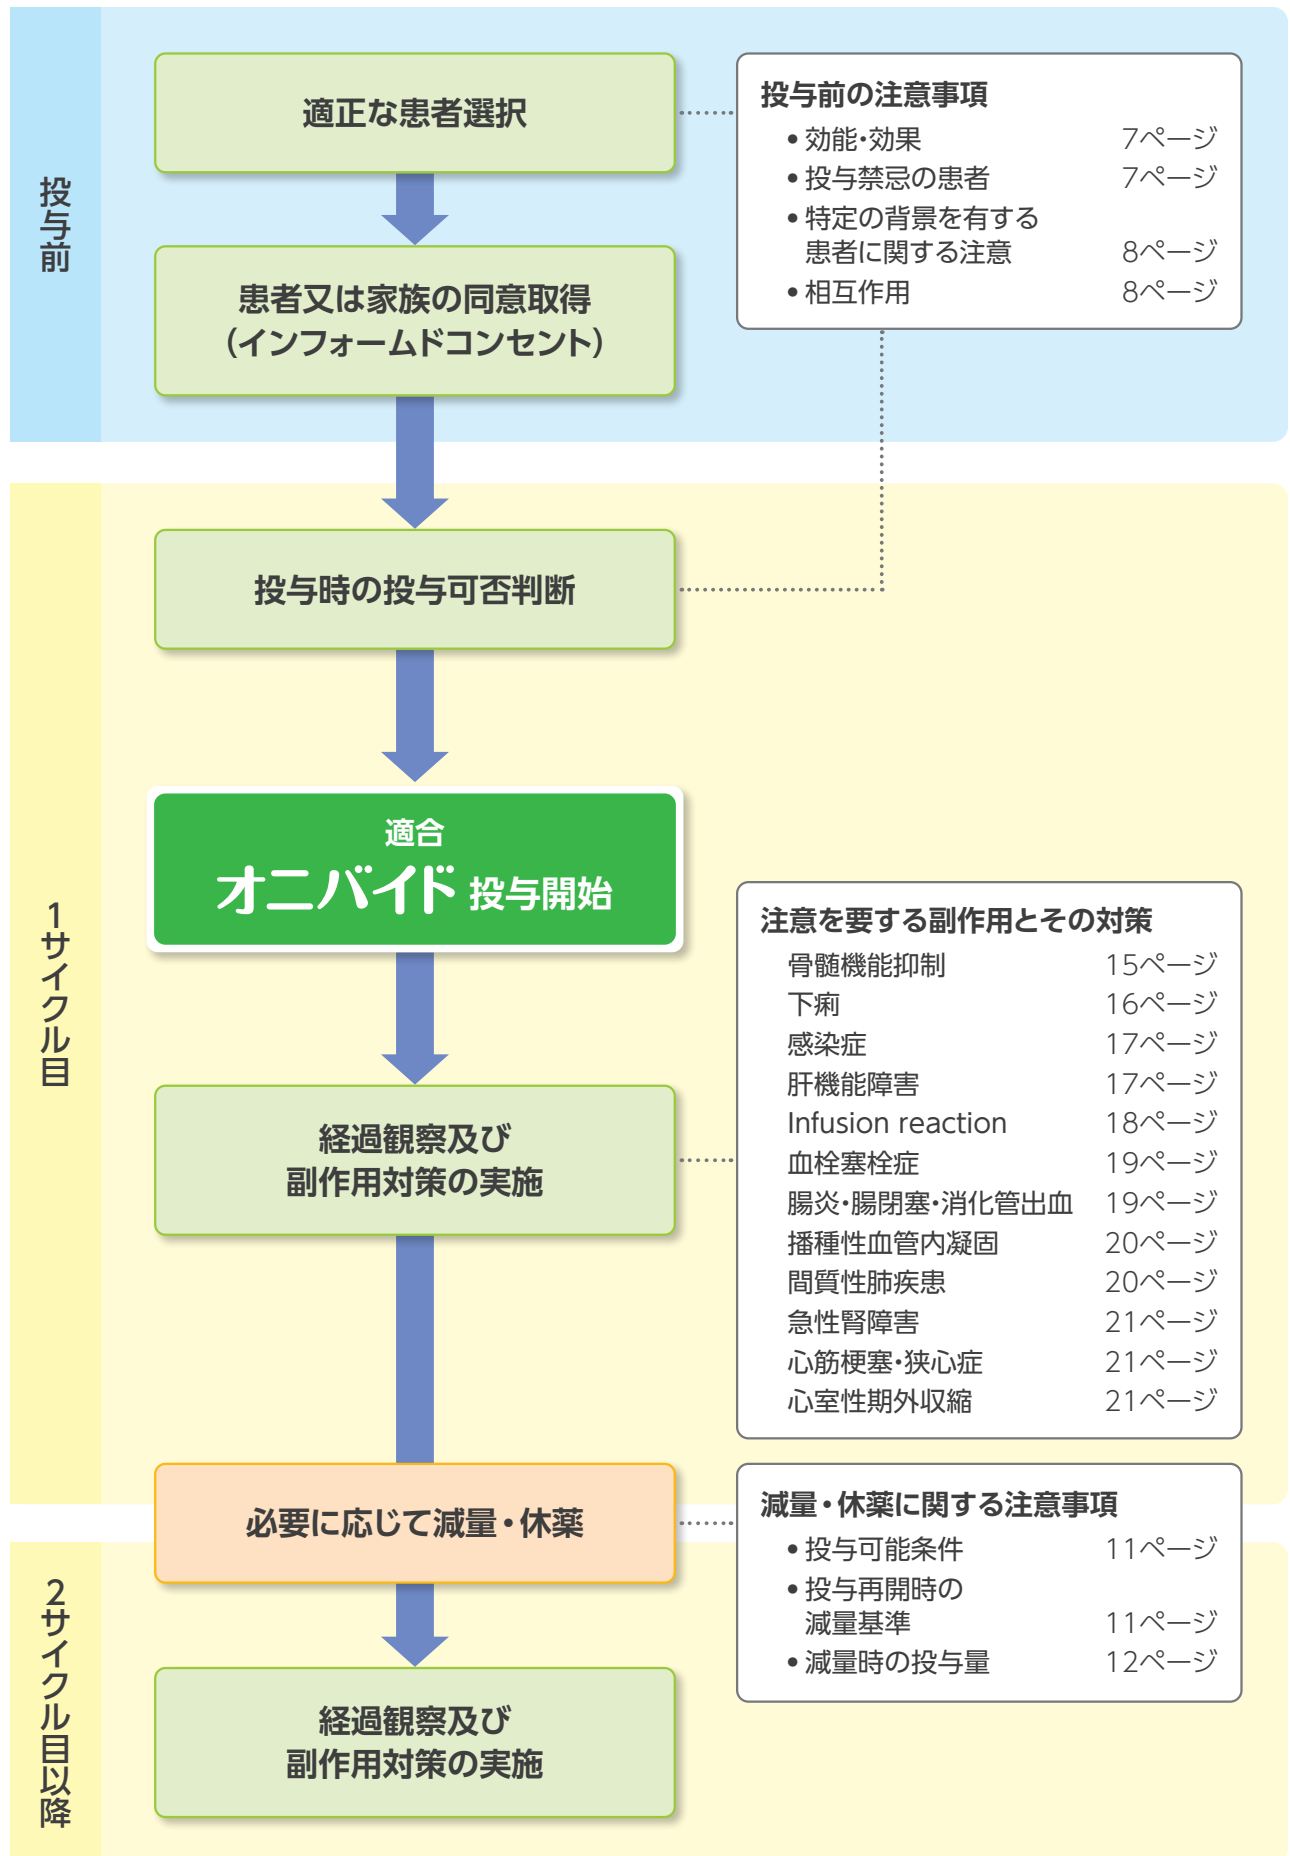 投与前
適正な患者選択
投与前の注意事項
•効能・効果 7ページ
•投与禁忌の患者 7ページ
•特定の背景を有する
患者に関する注意 8ページ
•相互作用 8ページ
患者又は家族の同意取得
(インフォームドコンセント)
1サイクル目
投与時の投与可否判断
適合
オニバイド 投与開始
経過観察及び
副作用対策の実施
注意を要する副作用とその対策
骨髄機能抑制 15ページ
下痢 16ページ
感染症 17ページ
肝機能障害 17ページ
Infusion reaction 18ページ
血栓塞栓症 19ページ
腸炎・腸閉塞・消化管出血 19ページ
播種性血管内凝固 20ページ
間質性肺疾患 20ページ
急性腎障害 21ページ
心筋梗塞・狭心症 21ページ
心室性期外収縮 21ページ
必要に応じて減量・休薬
減量・休薬に関する注意事項
•投与可能条件 11ページ
•投与再開時の
減量基準 11ページ
•減量時の投与量 12ページ
2サイクル目以降
経過観察及び
副作用対策の実施